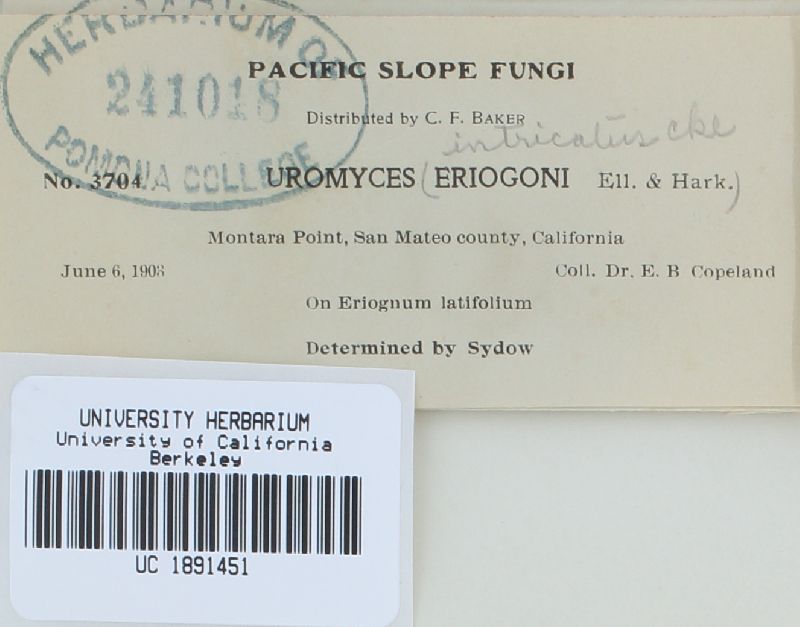 HERBARIUM OF
241018
POMONA COLLEGE
PACIFIC SLOPE FUNGI
Distributed by C. F. BAKER
intricatus cke
No. 3704. UROMYCES (ERIOGONI Ell. & Hark.)
Montara Point, San Mateo county, California
June 6, 1903 Coll. Dr. E. B Copeland
On Eriognum latifolium
Determined by Sydow
UNIVERSITY HERBARIUM
University of California
Berkeley
UC 1891451